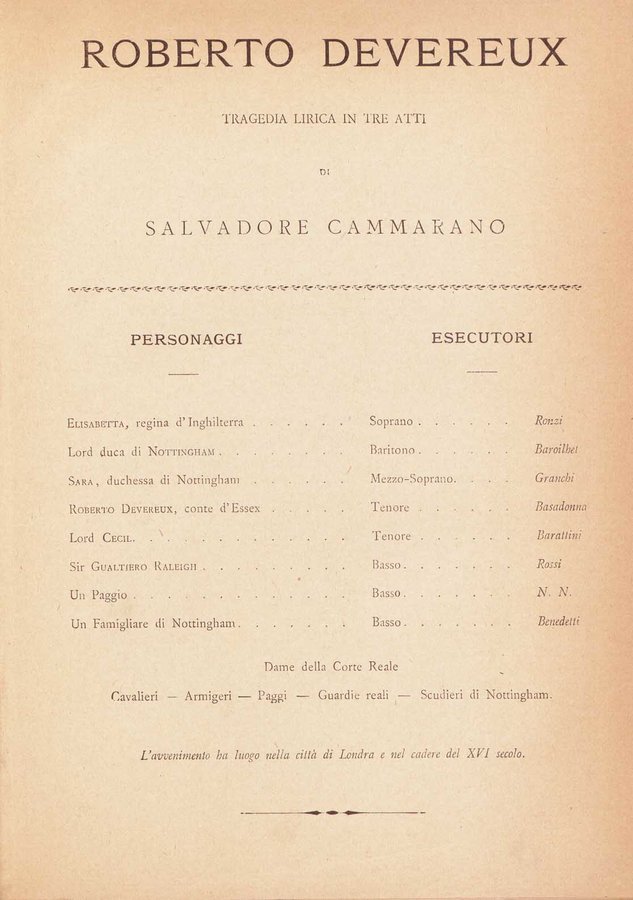 ROBERTO DEVEREUX
TRAGEDIA LIRICA IN TRE ATTI
DI
SALVADORE CAMMARANO
PERSONAGGI ESECUTORI
ELISABETTA, regina d'Inghilterra . . . . . . Soprano . . . . . . Ronzi
Lord duca di NOTTINGHAM . . . . . . . . Baritono . . . . . . Baroilhet
SARA, duchessa di Nottingham . . . . . . Mezzo-Soprano. . . . Granchi
ROBERTO DEVEREUX, conte d'Essex . . . . . Tenore . . . . . . Basadonna
Lord CECIL. . . . . . . . . . . . Tenore . . . . . . Barattini
Sir GUALTIERO RALEIGH . . . . . . . . . Basso. . . . . . . Rossi
Un Paggio . . . . . . . . . . . . Basso. . . . . . . N. N.
Un Famigliare di Nottingham. . . . . . . Basso. . . . . . . Benedetti
Dame della Corte Reale
Cavalieri — Armigeri — Paggi — Guardie reali — Scudieri di Nottingham.
L'avvenimento ha luogo nella città di Londra e nel cadere del XVI secolo.